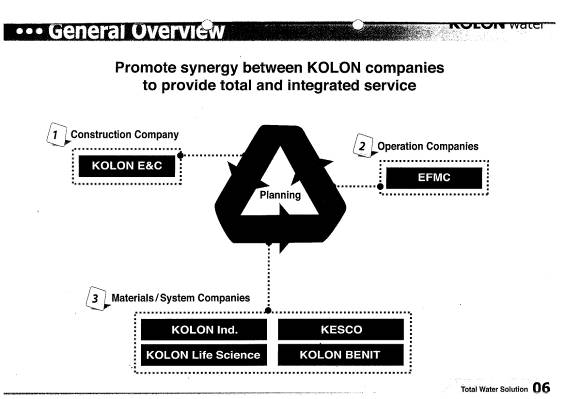 ••• General Overview
KOLON water
Promote synergy between KOLON companies
to provide total and integrated service
1 Construction Company
KOLON E&C
2 Operation Companies
EFMC
Planning
3 Materials/System Companies
KOLON Ind.
KESCO
KOLON Life Science
KOLON BENIT
Total Water Solution 06